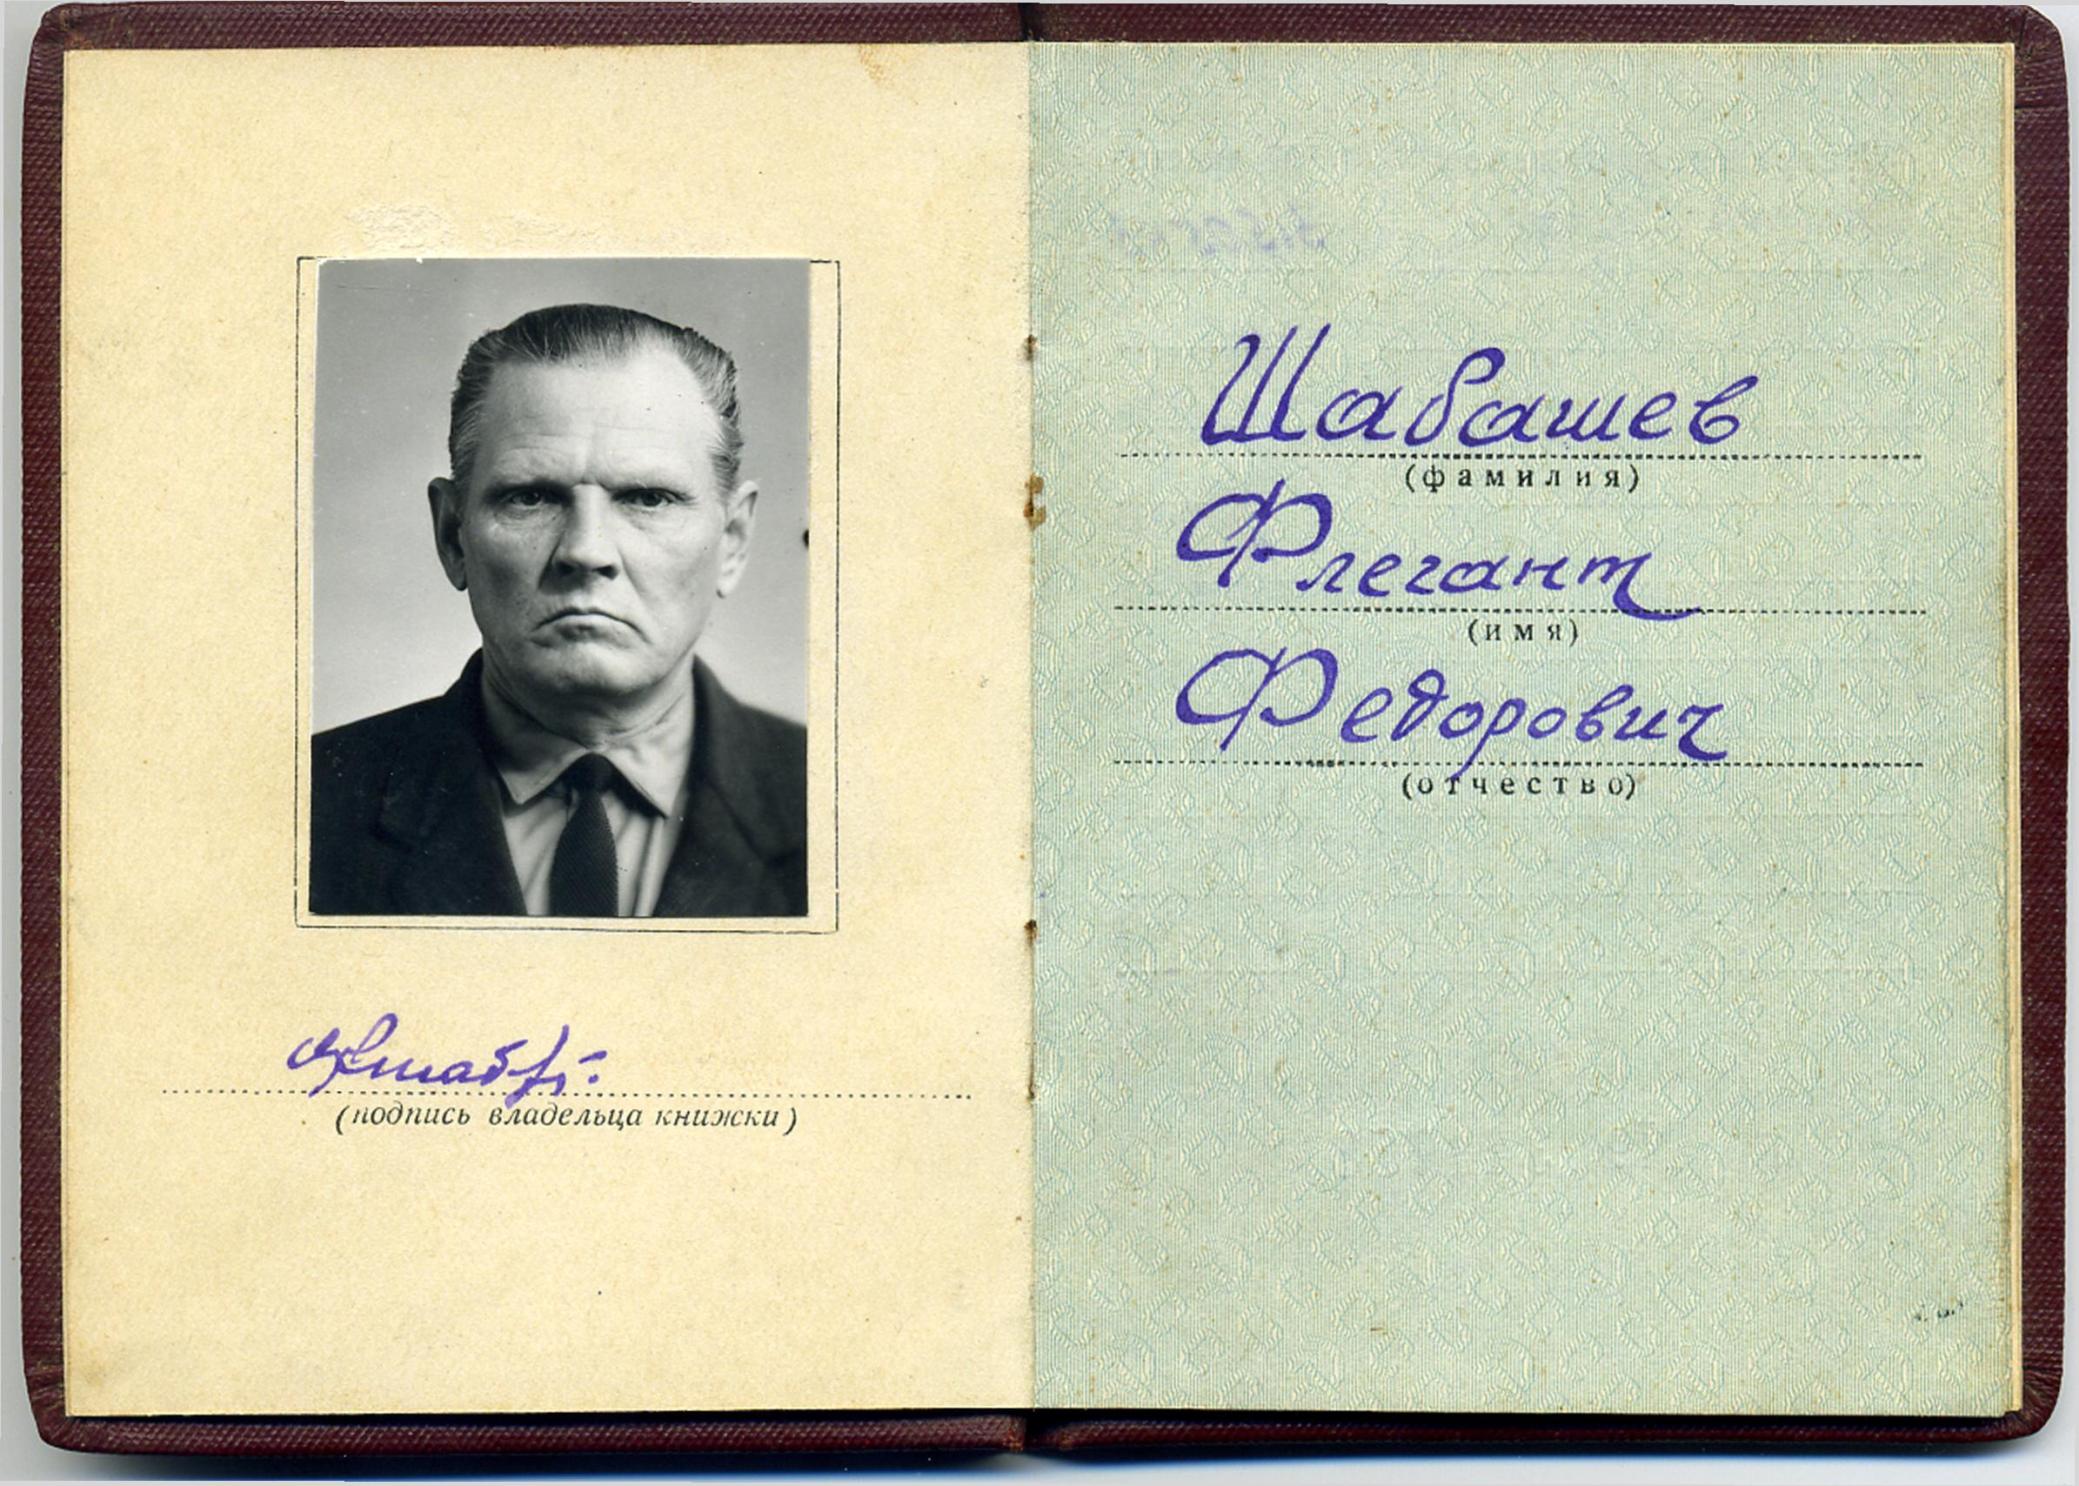 (подпись владельца книжки)
Шабашев
(фамилия)
Флегант
(имя)
Федорович
(отчество)